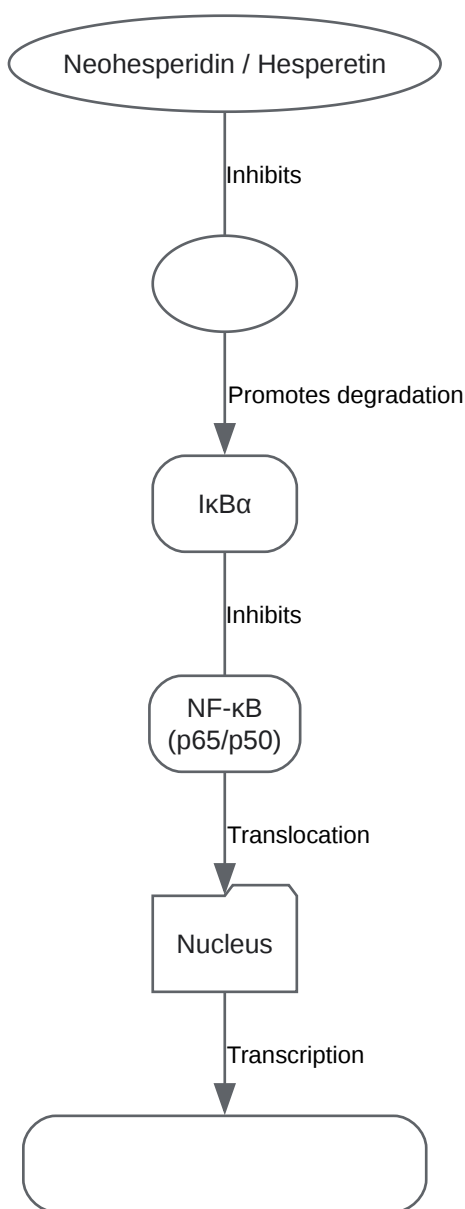 Neohesperidin / Hesperetin
Inhibits
Promotes degradation
IκBα
Inhibits
NF-κB
(p65/p50)
Translocation
Nucleus
Transcription